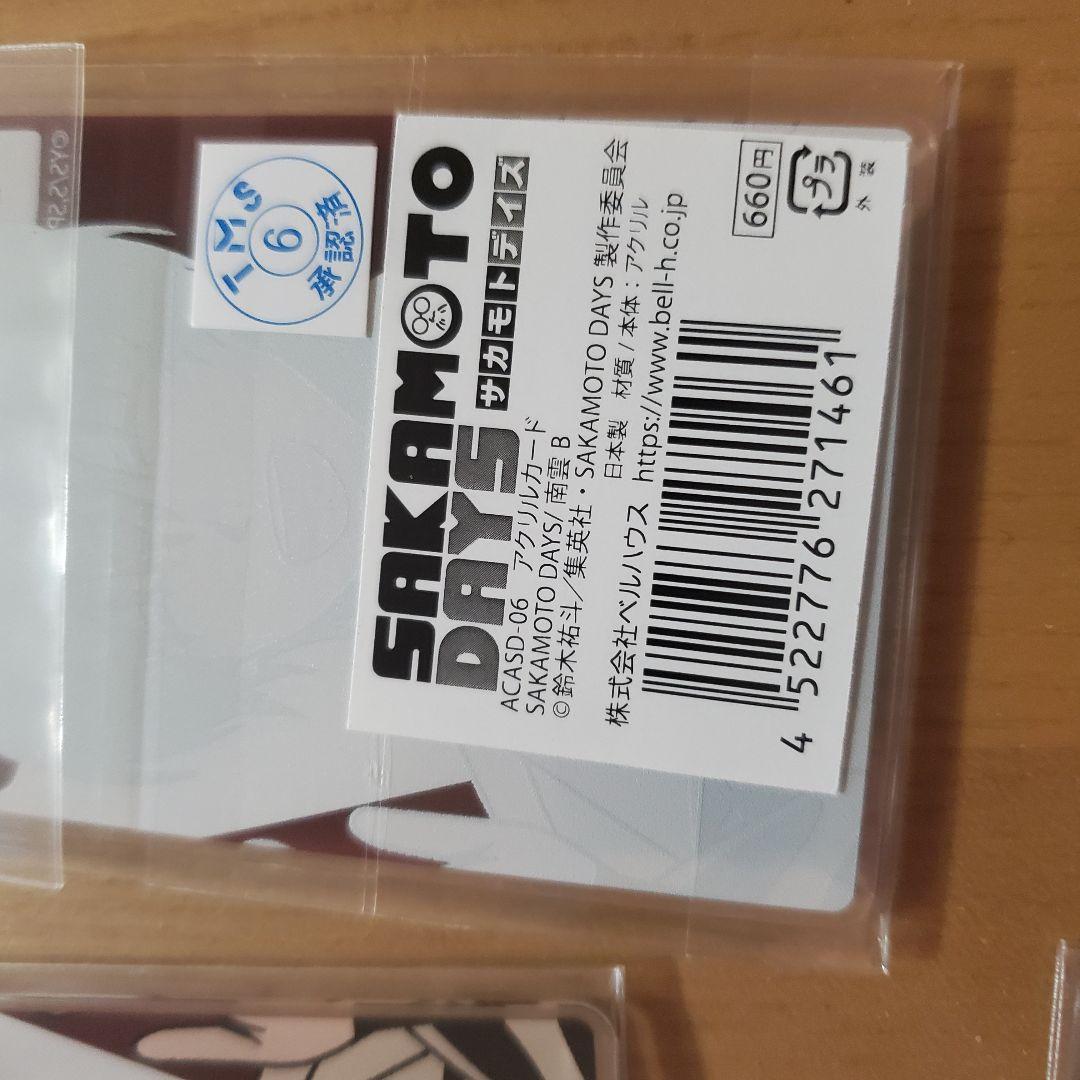 SAKAMOTO
DAYS サカモトデイズ
ACASD-06 アクリルカード
SAKAMOTO DAYS/ 南雲 B
©鈴木祐斗／集英社・SAKAMOTO DAYS 製作委員会
日本製 材質 / 本体：アクリル
株式会社ベルハウス https://www.bell-h.co.jp
4 522776 271461
660円
プラ
外装
TMS
6
承認済
©YS/S,SP